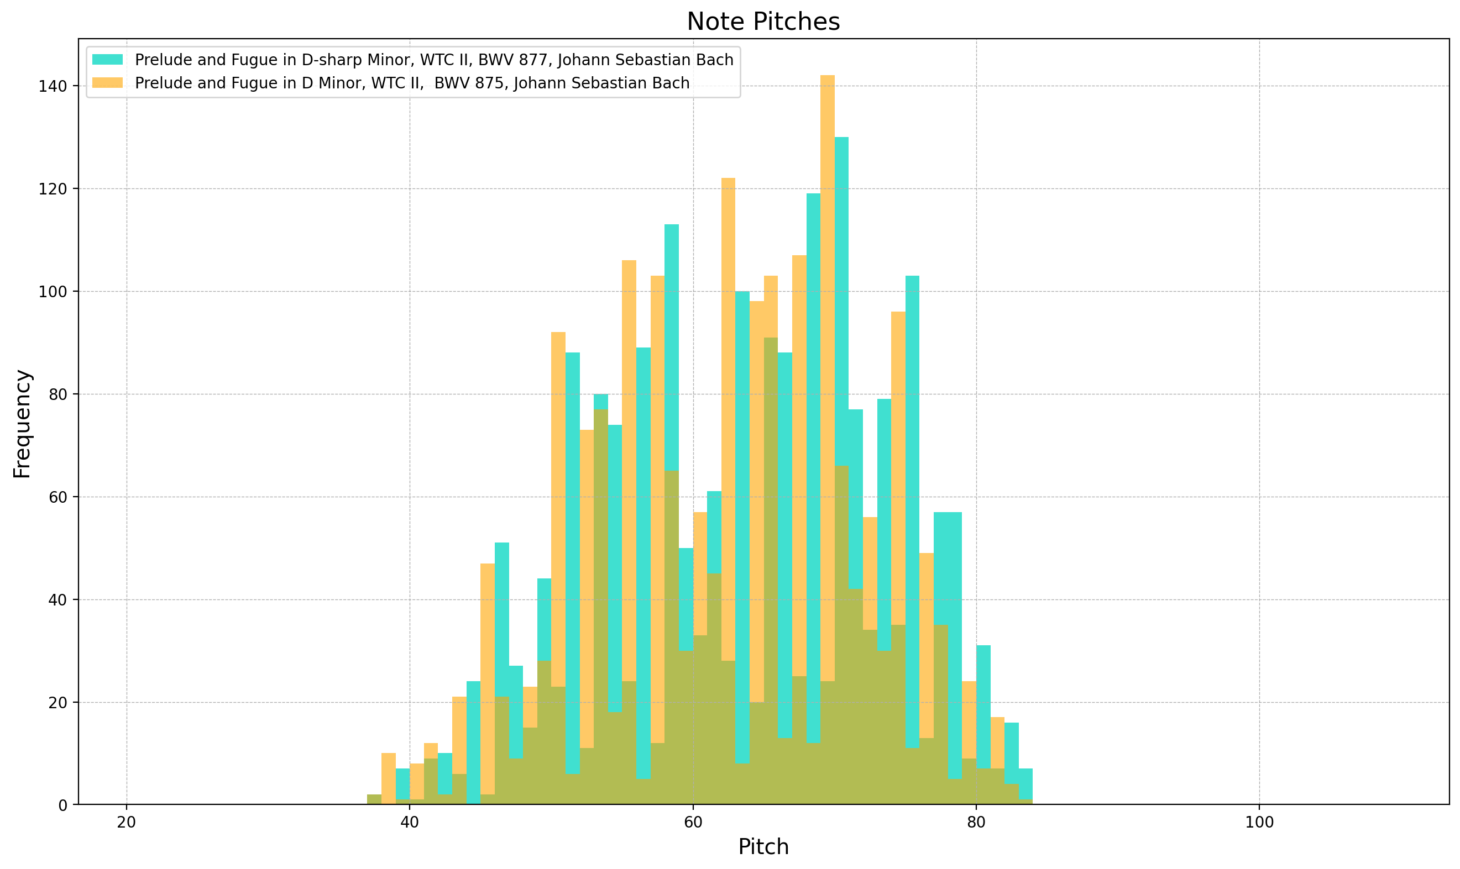 Note Pitches
Prelude and Fugue in D-sharp Minor, WTC II, BWV 877, Johann Sebastian Bach
Prelude and Fugue in D Minor, WTC II,  BWV 875, Johann Sebastian Bach
140
120
100
80
60
40
20
0
Frequency
20 40 60 80 100
Pitch